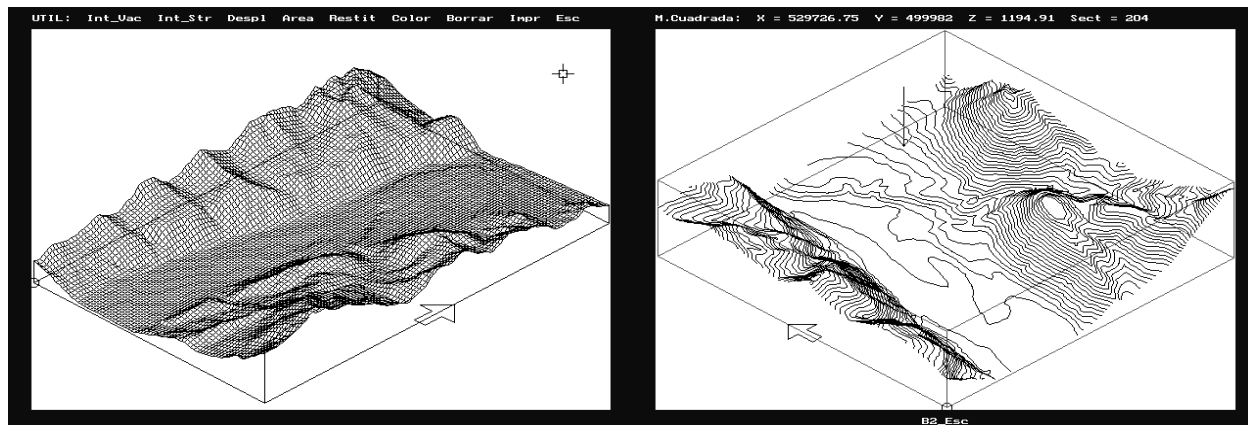 UTIL: Int_Vac Int_Str Despl Area Restit Color Borrar Impr Esc
M.Cuadrada: X = 529726.75 Y = 499982 Z = 1194.91 Sect = 204
B2_Esc